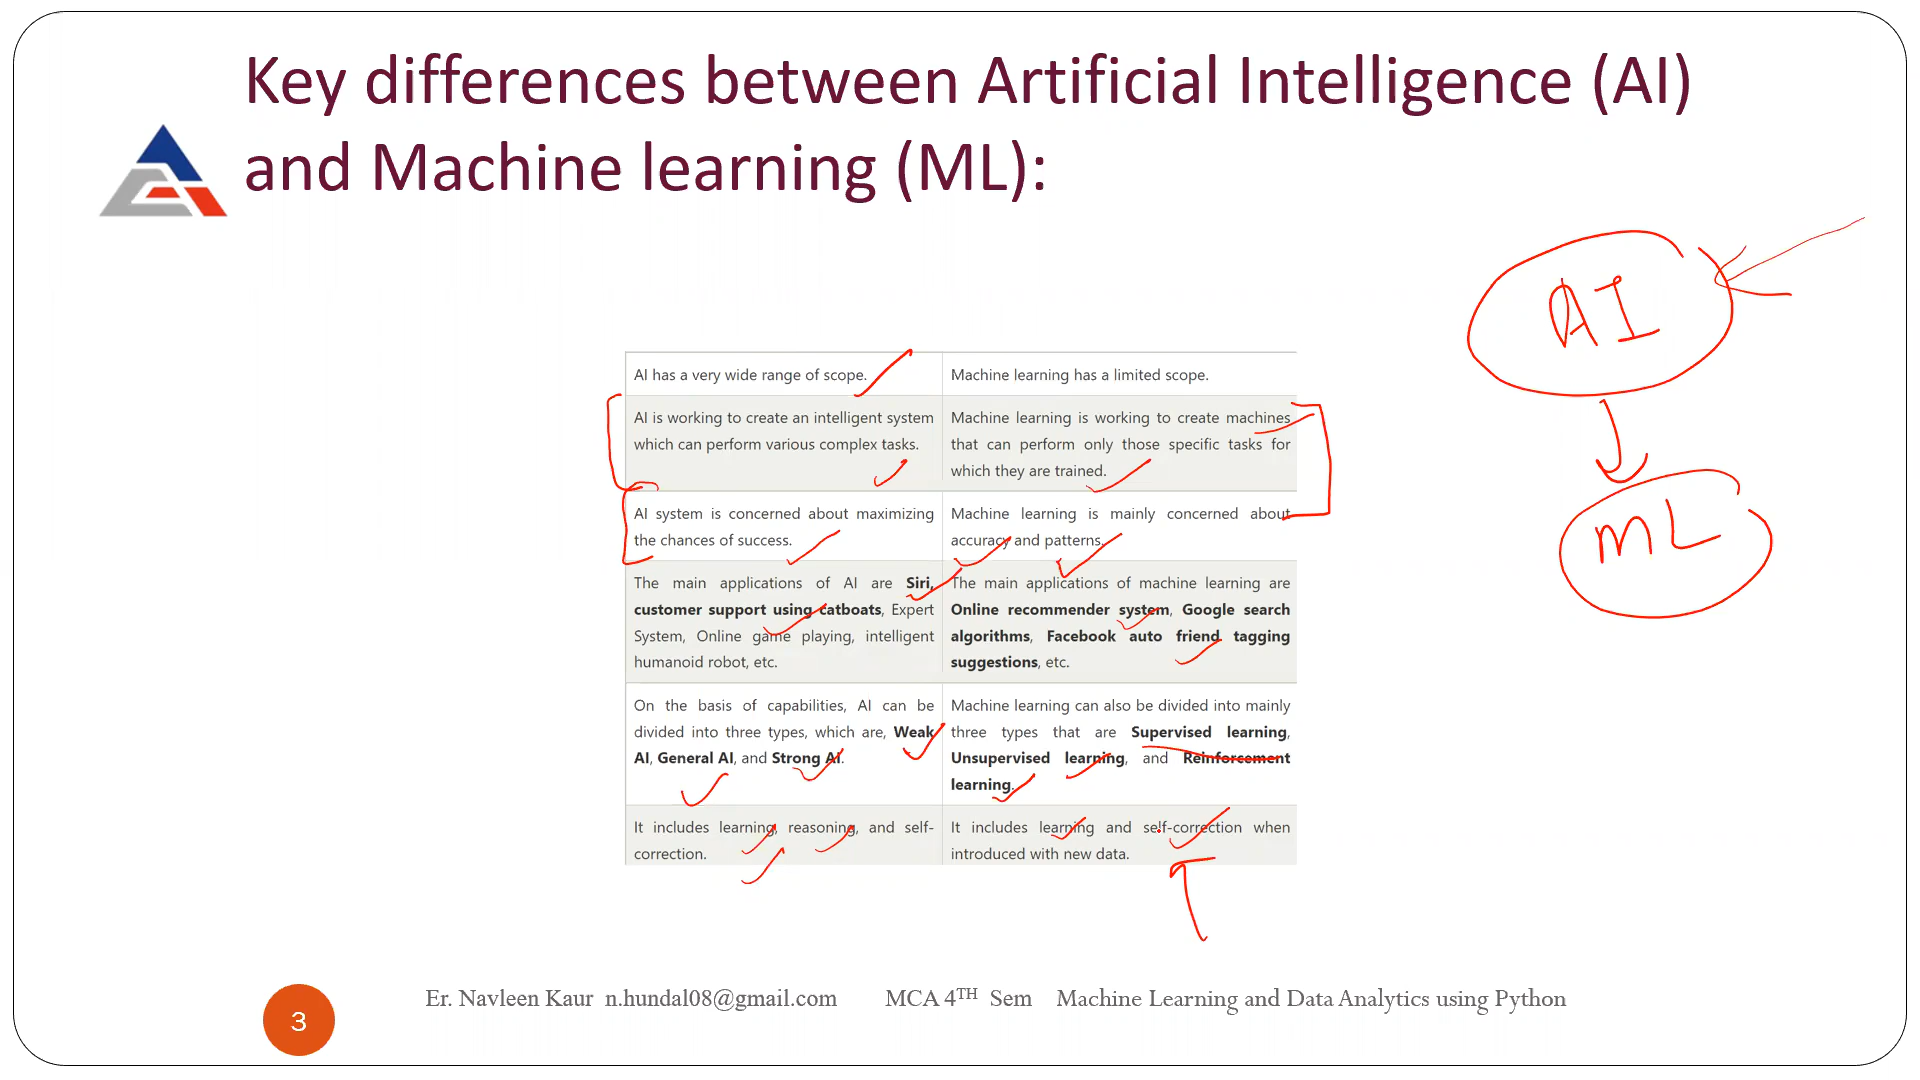 Key differences between Artificial Intelligence (AI)
and Machine learning (ML):
AI
ML
AI has a very wide range of scope.
Machine learning has a limited scope.
AI is working to create an intelligent system
which can perform various complex tasks.
Machine learning is working to create machines
that can perform only those specific tasks for
which they are trained.
AI system is concerned about maximizing
the chances of success.
Machine learning is mainly concerned about
accuracy and patterns.
The main applications of AI are Siri,
customer support using catboats, Expert
System, Online game playing, intelligent
humanoid robot, etc.
The main applications of machine learning are
Online recommender system, Google search
algorithms, Facebook auto friend tagging
suggestions, etc.
On the basis of capabilities, AI can be
divided into three types, which are, Weak
AI, General AI, and Strong AI.
Machine learning can also be divided into mainly
three types that are Supervised learning,
Unsupervised learning, and Reinforcement
learning.
It includes learning, reasoning, and self-
correction.
It includes learning and self-correction when
introduced with new data.
3
Er. Navleen Kaur n.hundal08@gmail.com MCA 4TH Sem Machine Learning and Data Analytics using Python